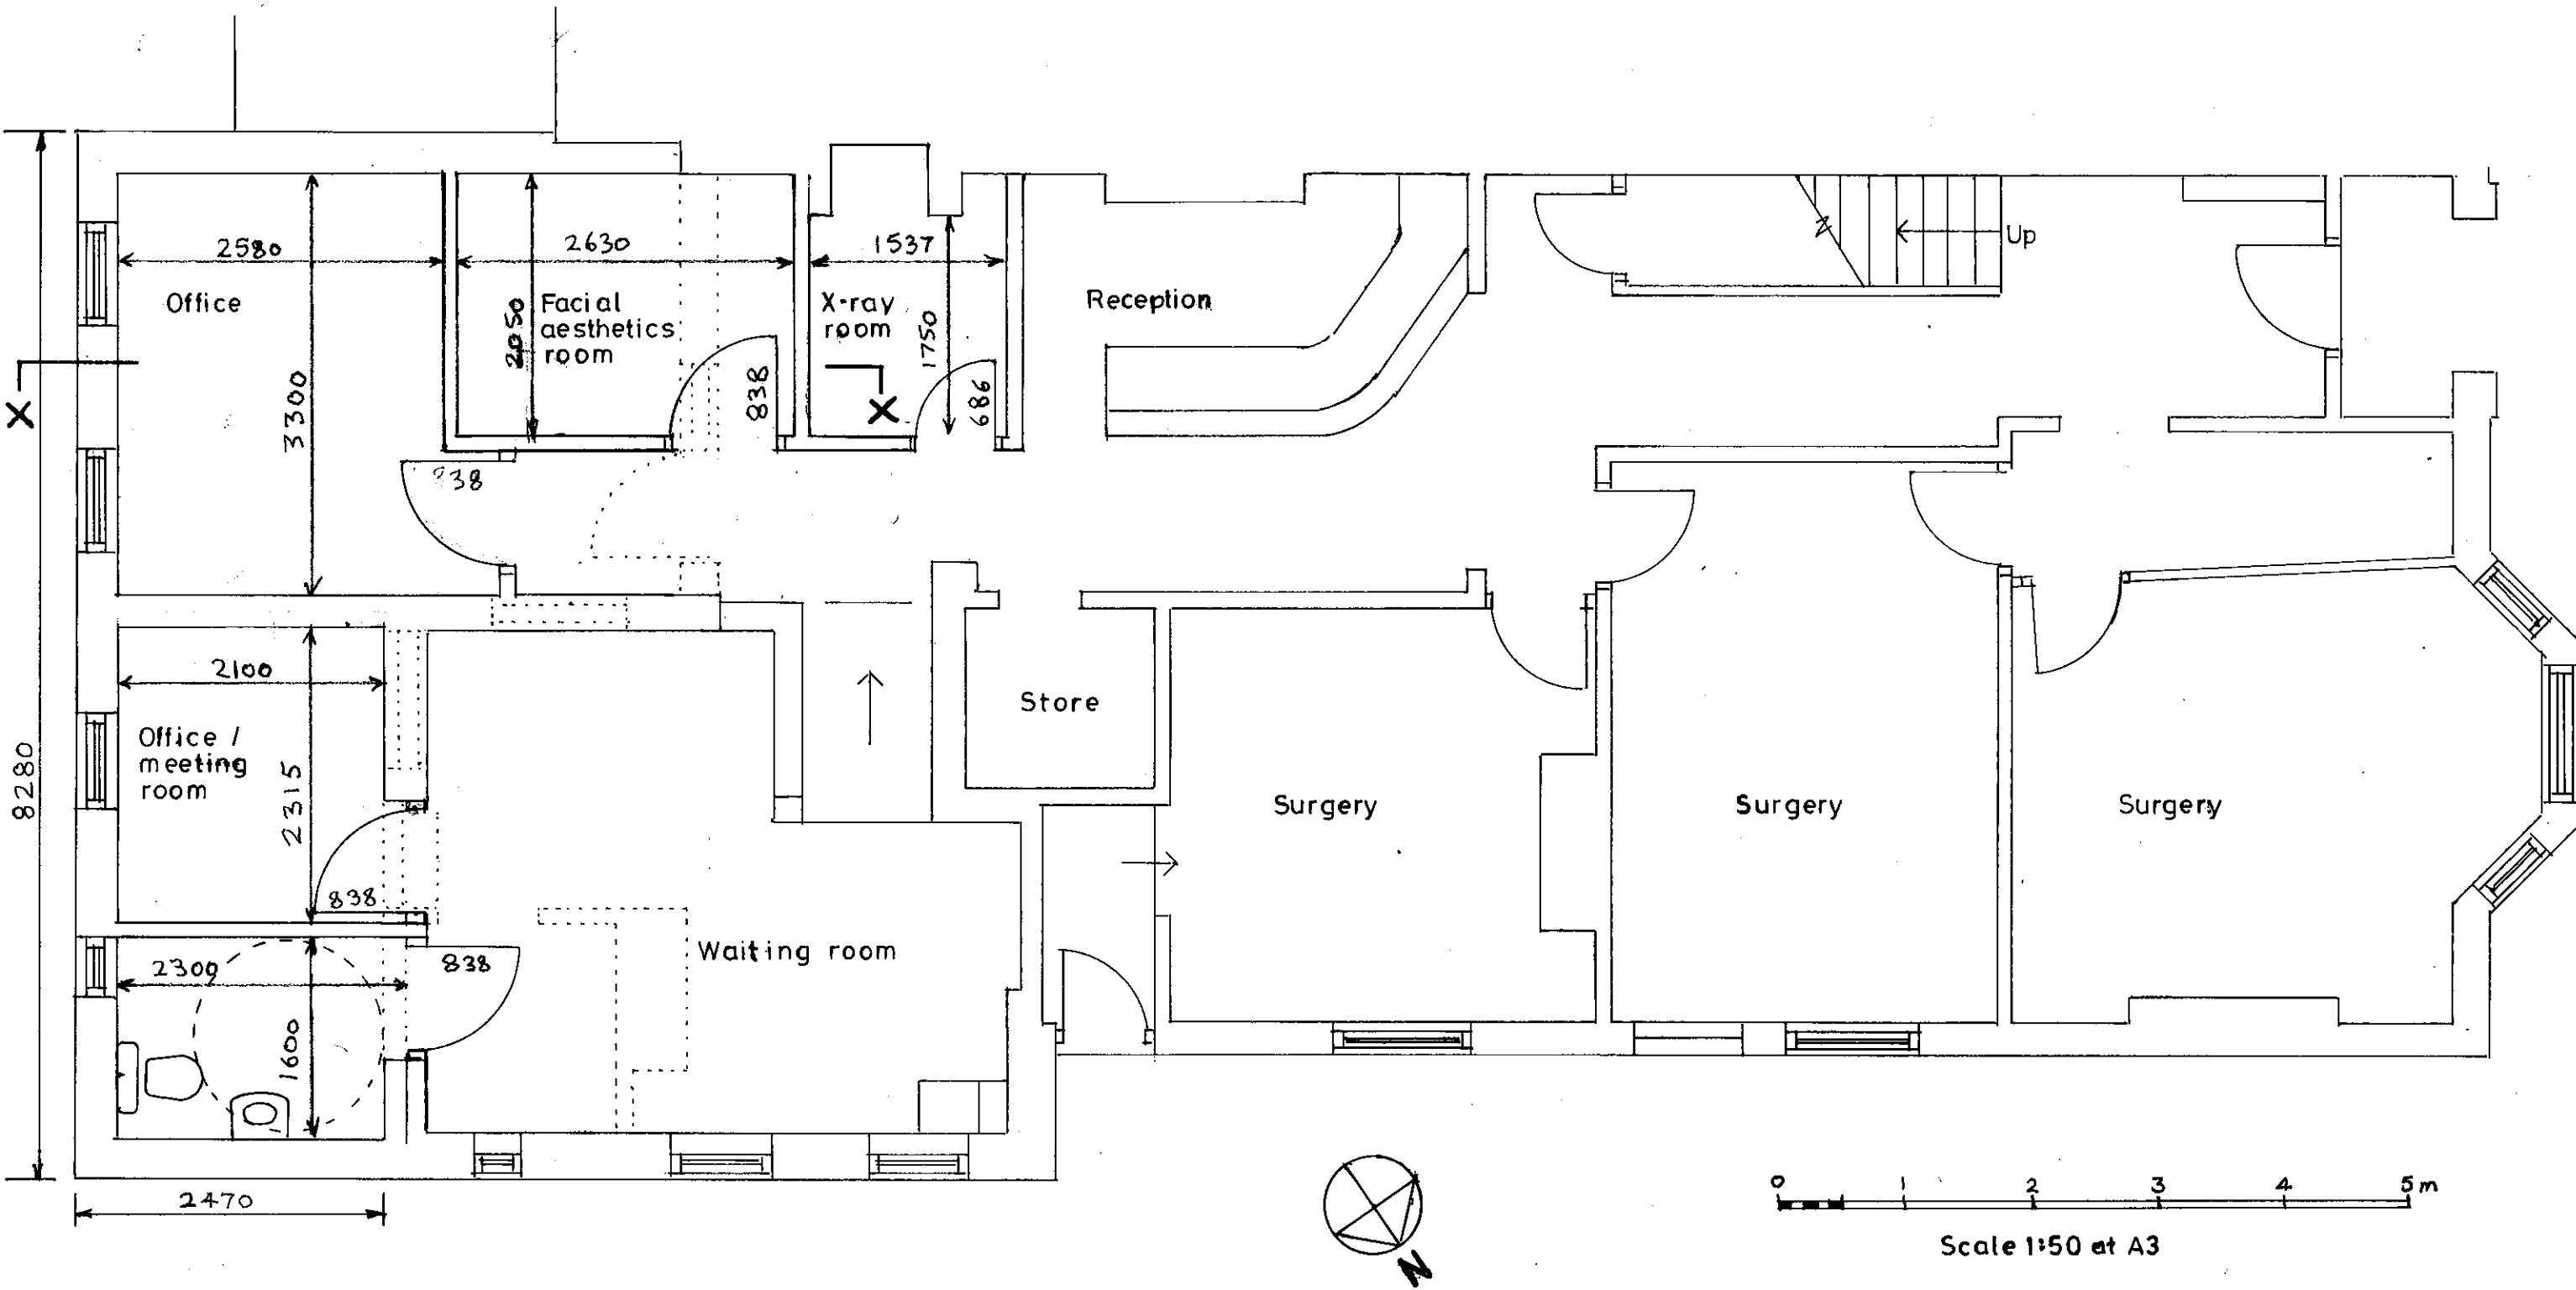 Up
2580
2630
1537
Office
2050
Facial
aesthetics
room
X-ray
room
1750
Reception
3300
838
686
X
X
838
2100
Store
Office /
meeting
room
2315
8280
Surgery
Surgery
Surgery
838
Waiting room
2300
838
1600
2470
N
0 1 2 3 4 5m
Scale 1:50 at A3